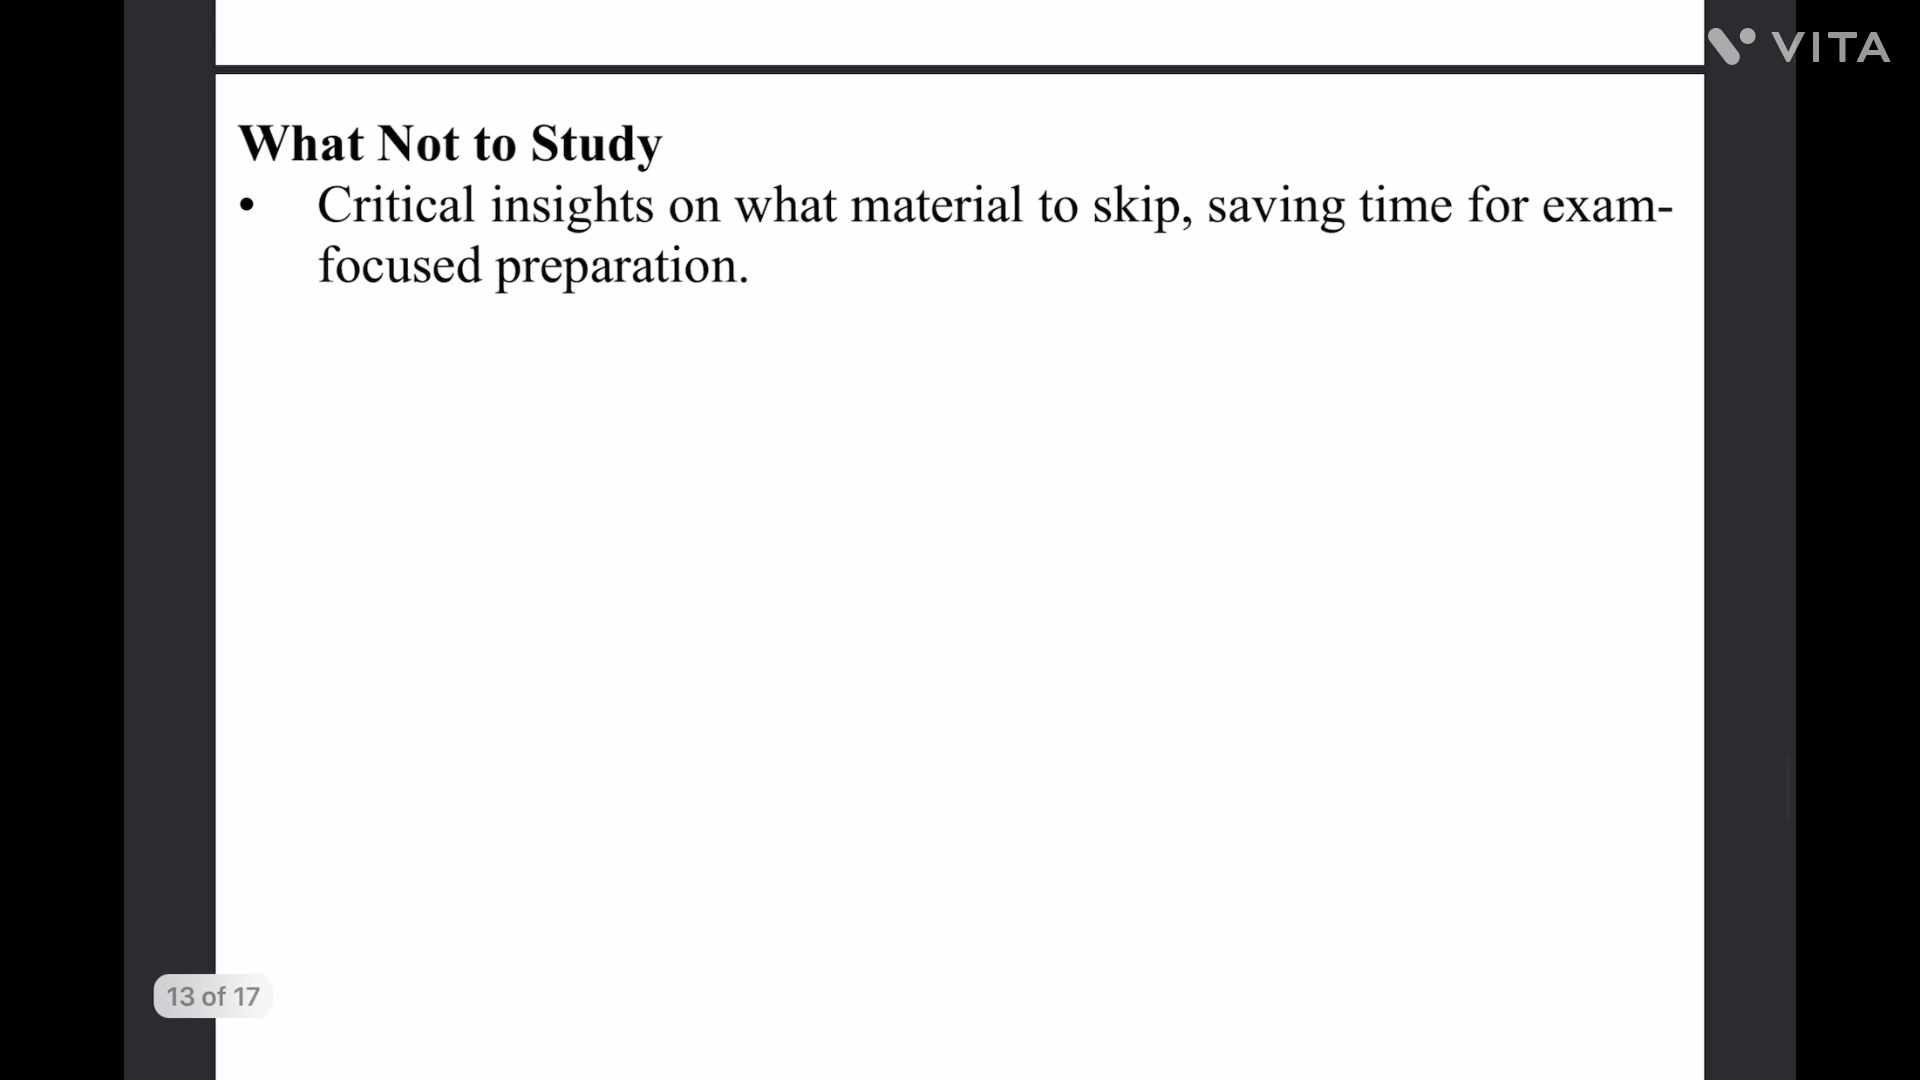 VITA
What Not to Study
• Critical insights on what material to skip, saving time for exam-
focused preparation.
13 of 17